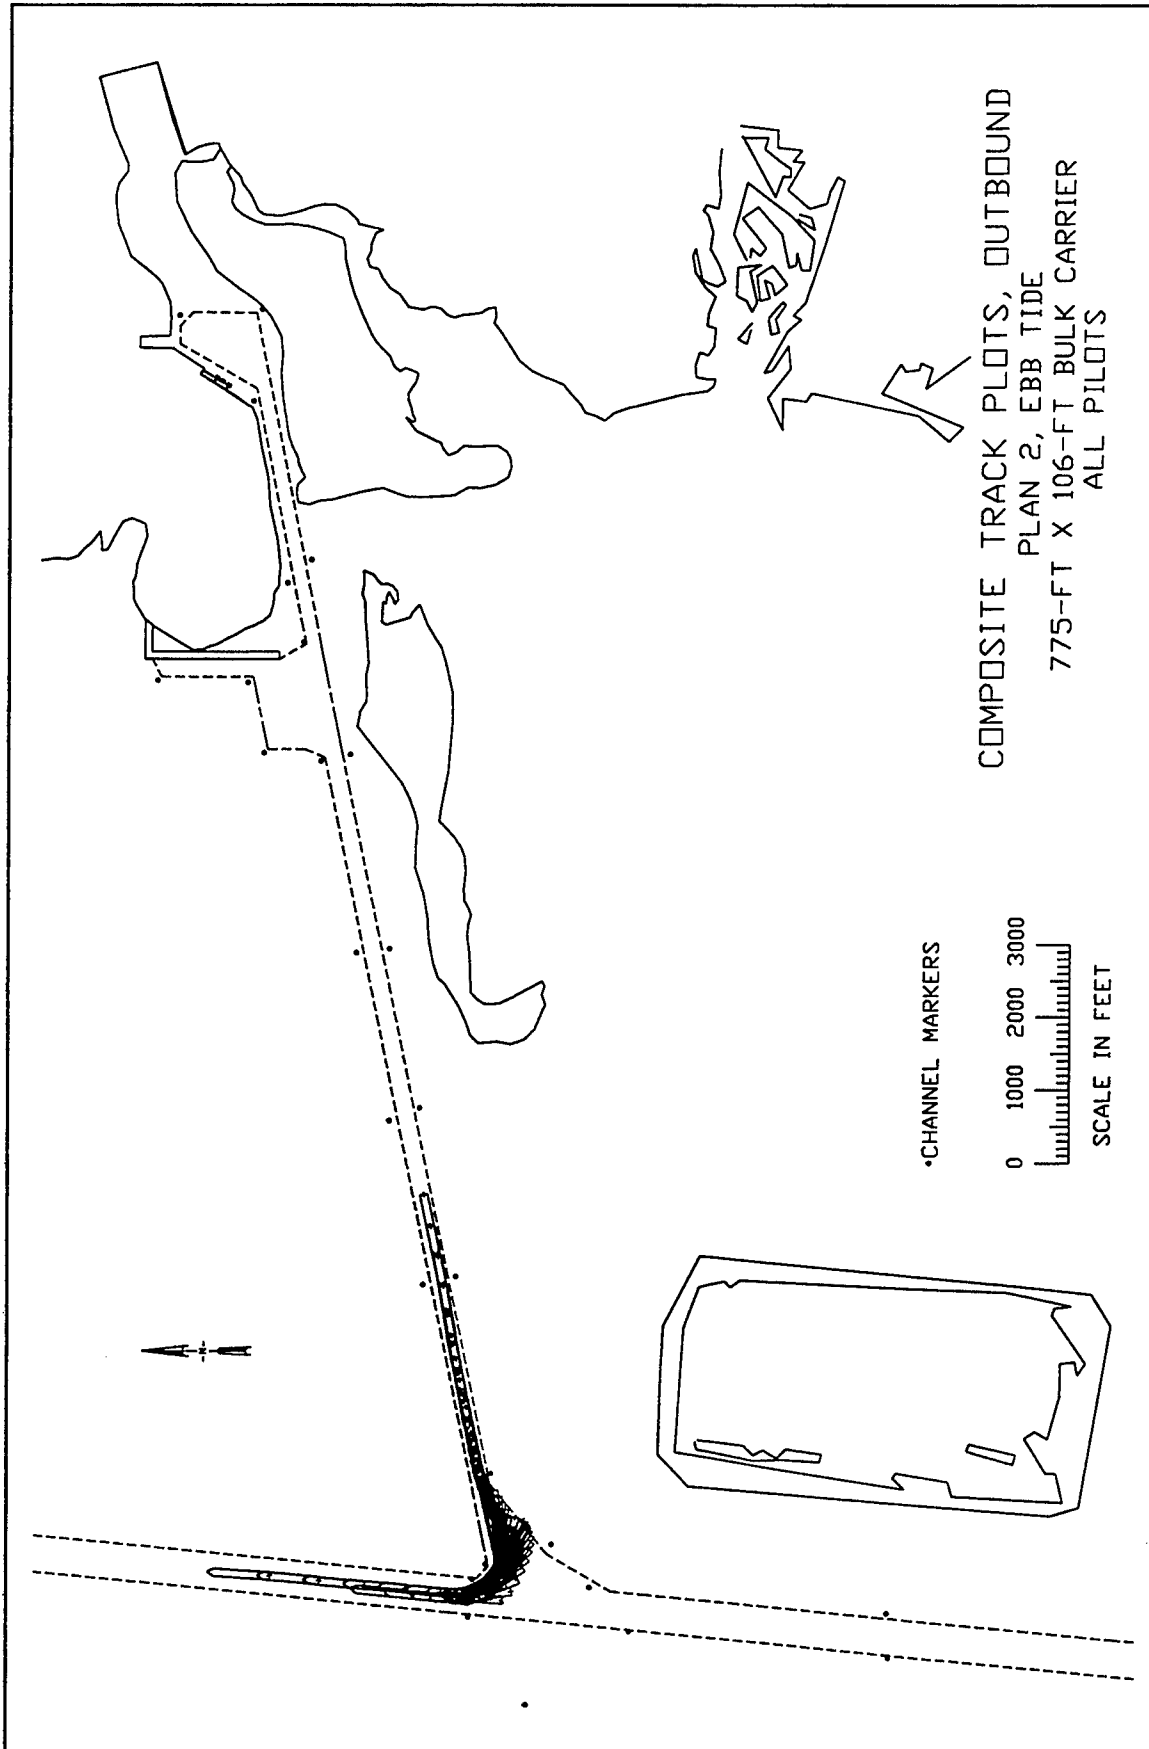 COMPOSITE TRACK PLOTS, OUTBOUND
PLAN 2, EBB TIDE
775-FT X 106-FT BULK CARRIER
ALL PILOTS
•CHANNEL MARKERS
0 1000 2000 3000
SCALE IN FEET
N